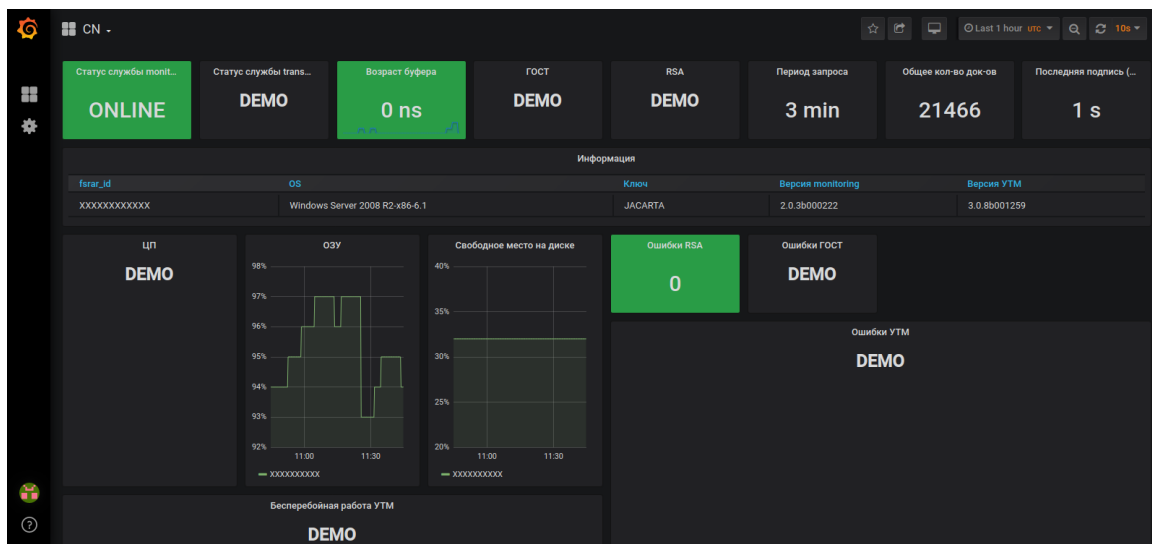 CN
Last 1 hour UTC
10s
Статус службы monit...
ONLINE
Статус службы trans...
DEMO
Возраст буфера
0 ns
ГОСТ
DEMO
RSA
DEMO
Период запроса
3 min
Общее кол-во док-ов
21466
Последняя подпись (...
1 s
Информация
fsrar_id OS Ключ Версия monitoring Версия УТМ
XXXXXXXXXXXX Windows Server 2008 R2-x86-6.1 JACARTA 2.0.3b000222 3.0.8b001259
ЦП
DEMO
ОЗУ
98%
97%
96%
95%
94%
93%
92%
11:00 11:30
XXXXXXXXXX
Свободное место на диске
40%
35%
30%
25%
20%
11:00 11:30
XXXXXXXXXX
Ошибки RSA
0
Ошибки ГОСТ
DEMO
Ошибки УТМ
DEMO
Бесперебойная работа УТМ
DEMO